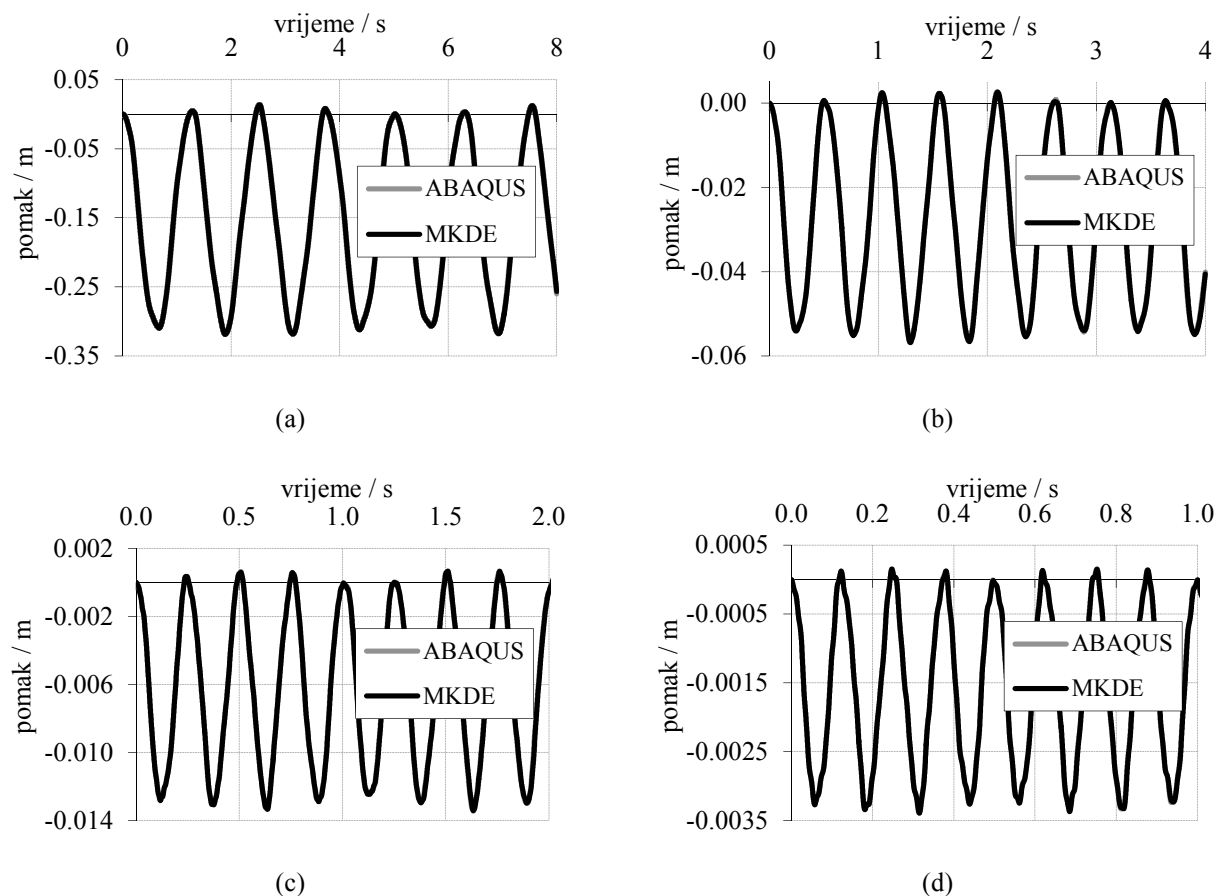 vrijeme / s
0 2 4 6 8
0.05
-0.05
-0.15
-0.25
-0.35
pomak / m
ABAQUS
MKDE
(a)
vrijeme / s
0 1 2 3 4
0.00
-0.02
-0.04
-0.06
pomak / m
ABAQUS
MKDE
(b)
vrijeme / s
0.0 0.5 1.0 1.5 2.0
0.002
-0.002
-0.006
-0.010
-0.014
pomak / m
ABAQUS
MKDE
(c)
vrijeme / s
0.0 0.2 0.4 0.6 0.8 1.0
0.0005
-0.0005
-0.0015
-0.0025
-0.0035
pomak / m
ABAQUS
MKDE
(d)